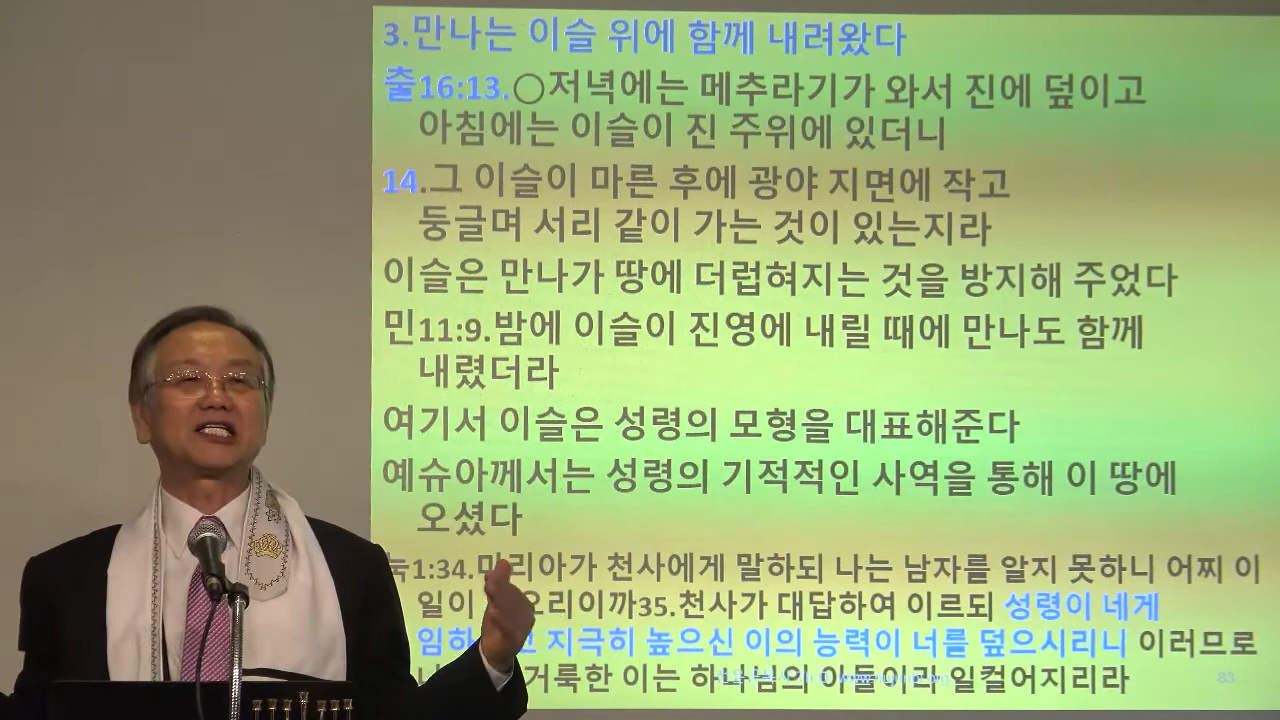 3.만나는 이슬 위에 함께 내려왔다
출16:13.○저녁에는 메추라기가 와서 진에 덮이고
아침에는 이슬이 진 주위에 있더니
14.그 이슬이 마른 후에 광야 지면에 작고
둥글며 서리 같이 가는 것이 있는지라
이슬은 만나가 땅에 더럽혀지는 것을 방지해 주었다
민11:9.밤에 이슬이 진영에 내릴 때에 만나도 함께
내렸더라
여기서 이슬은 성령의 모형을 대표해준다
예슈아께서는 성령의 기적적인 사역을 통해 이 땅에
오셨다
눅1:34.마리아가 천사에게 말하되 나는 남자를 알지 못하니 어찌 이
일이 오리이까35.천사가 대답하여 이르되 성령이 네게
임하 지극히 높으신 이의 능력이 너를 덮으시리니 이러므로
거룩한 이는 하나님의 아들이라 일컬어지리라
83